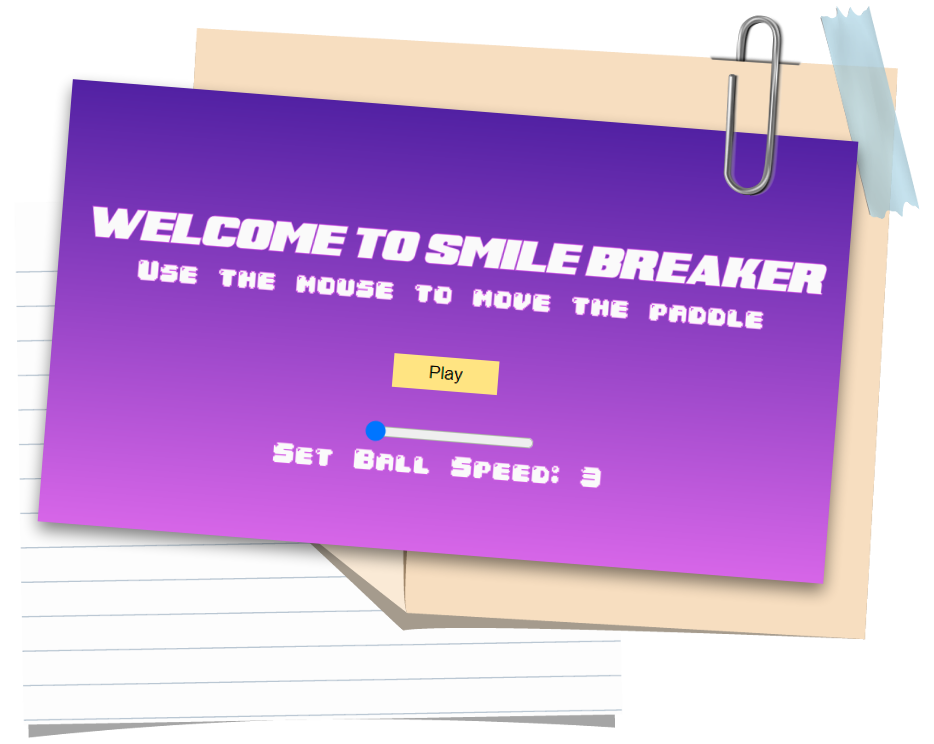 WELCOME TO SMILE BREAKER
Use the mouse to move the paddle
Play
Set Ball Speed: 3